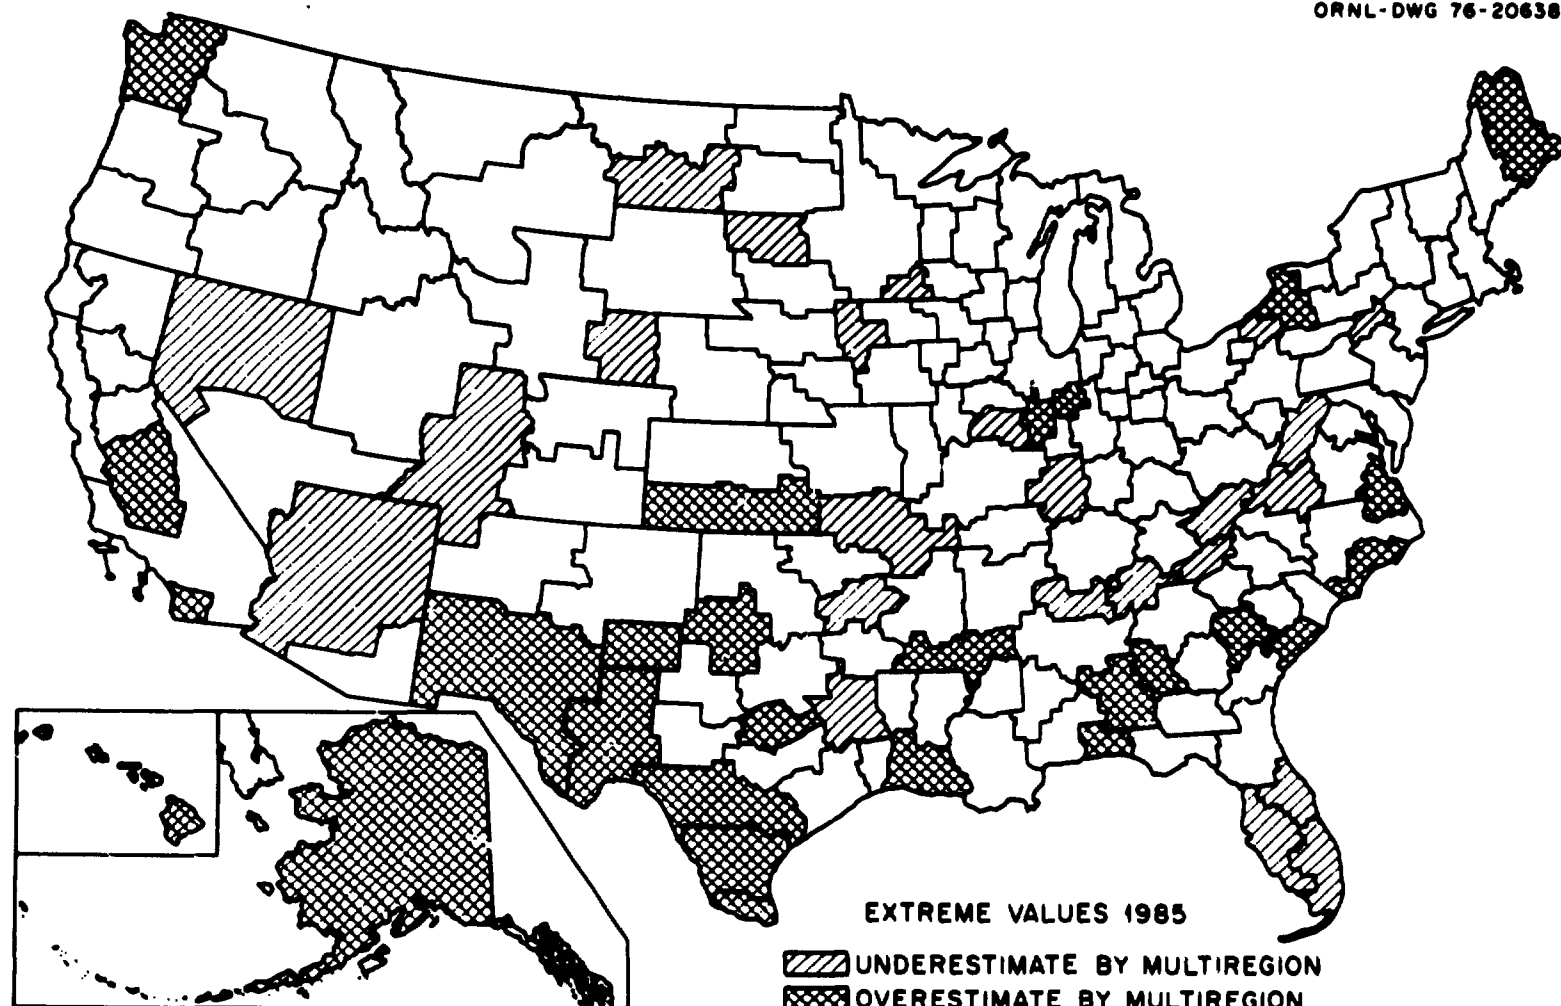 ORNL-DWG 76-20638
EXTREME VALUES 1985
UNDERESTIMATE BY MULTIREGION
OVERESTIMATE BY MULTIREGION